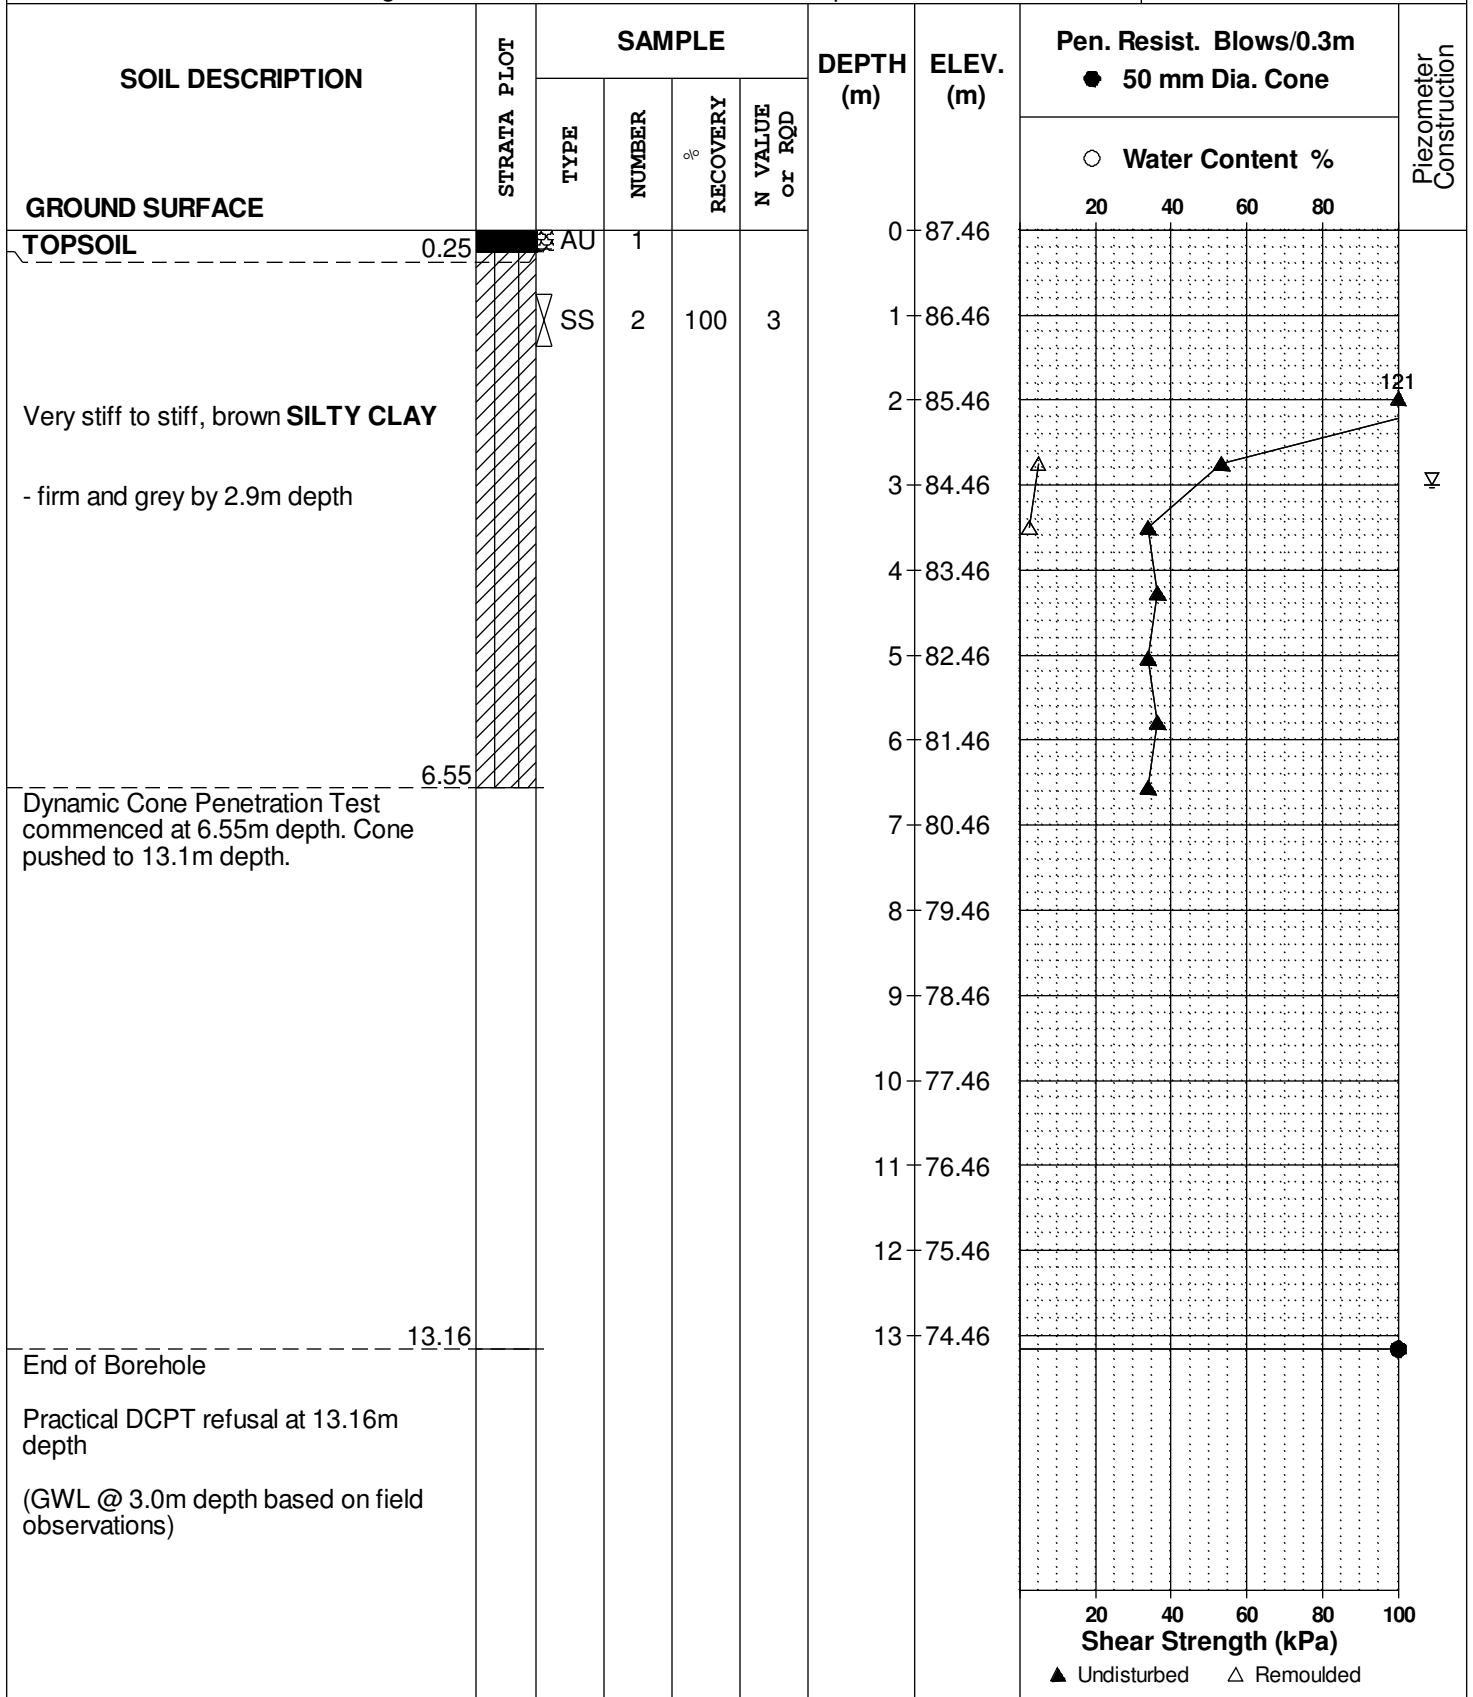 SOIL DESCRIPTION
GROUND SURFACE
STRATA PLOT
SAMPLE
TYPE
NUMBER
%
RECOVERY
N VALUE
or RQD
DEPTH
(m)
ELEV.
(m)
Pen. Resist. Blows/0.3m
● 50 mm Dia. Cone
○ Water Content %
20 40 60 80
Piezometer
Construction
TOPSOIL 0.25
AU 1
0 87.46
SS 2 100 3
1 86.46
121
Very stiff to stiff, brown SILTY CLAY
2 85.46
- firm and grey by 2.9m depth
3 84.46
4 83.46
5 82.46
6 81.46
6.55
Dynamic Cone Penetration Test
commenced at 6.55m depth. Cone
pushed to 13.1m depth.
7 80.46
8 79.46
9 78.46
10 77.46
11 76.46
12 75.46
13 74.46
13.16
End of Borehole
Practical DCPT refusal at 13.16m
depth
(GWL @ 3.0m depth based on field
observations)
20 40 60 80 100
Shear Strength (kPa)
▲ Undisturbed △ Remoulded